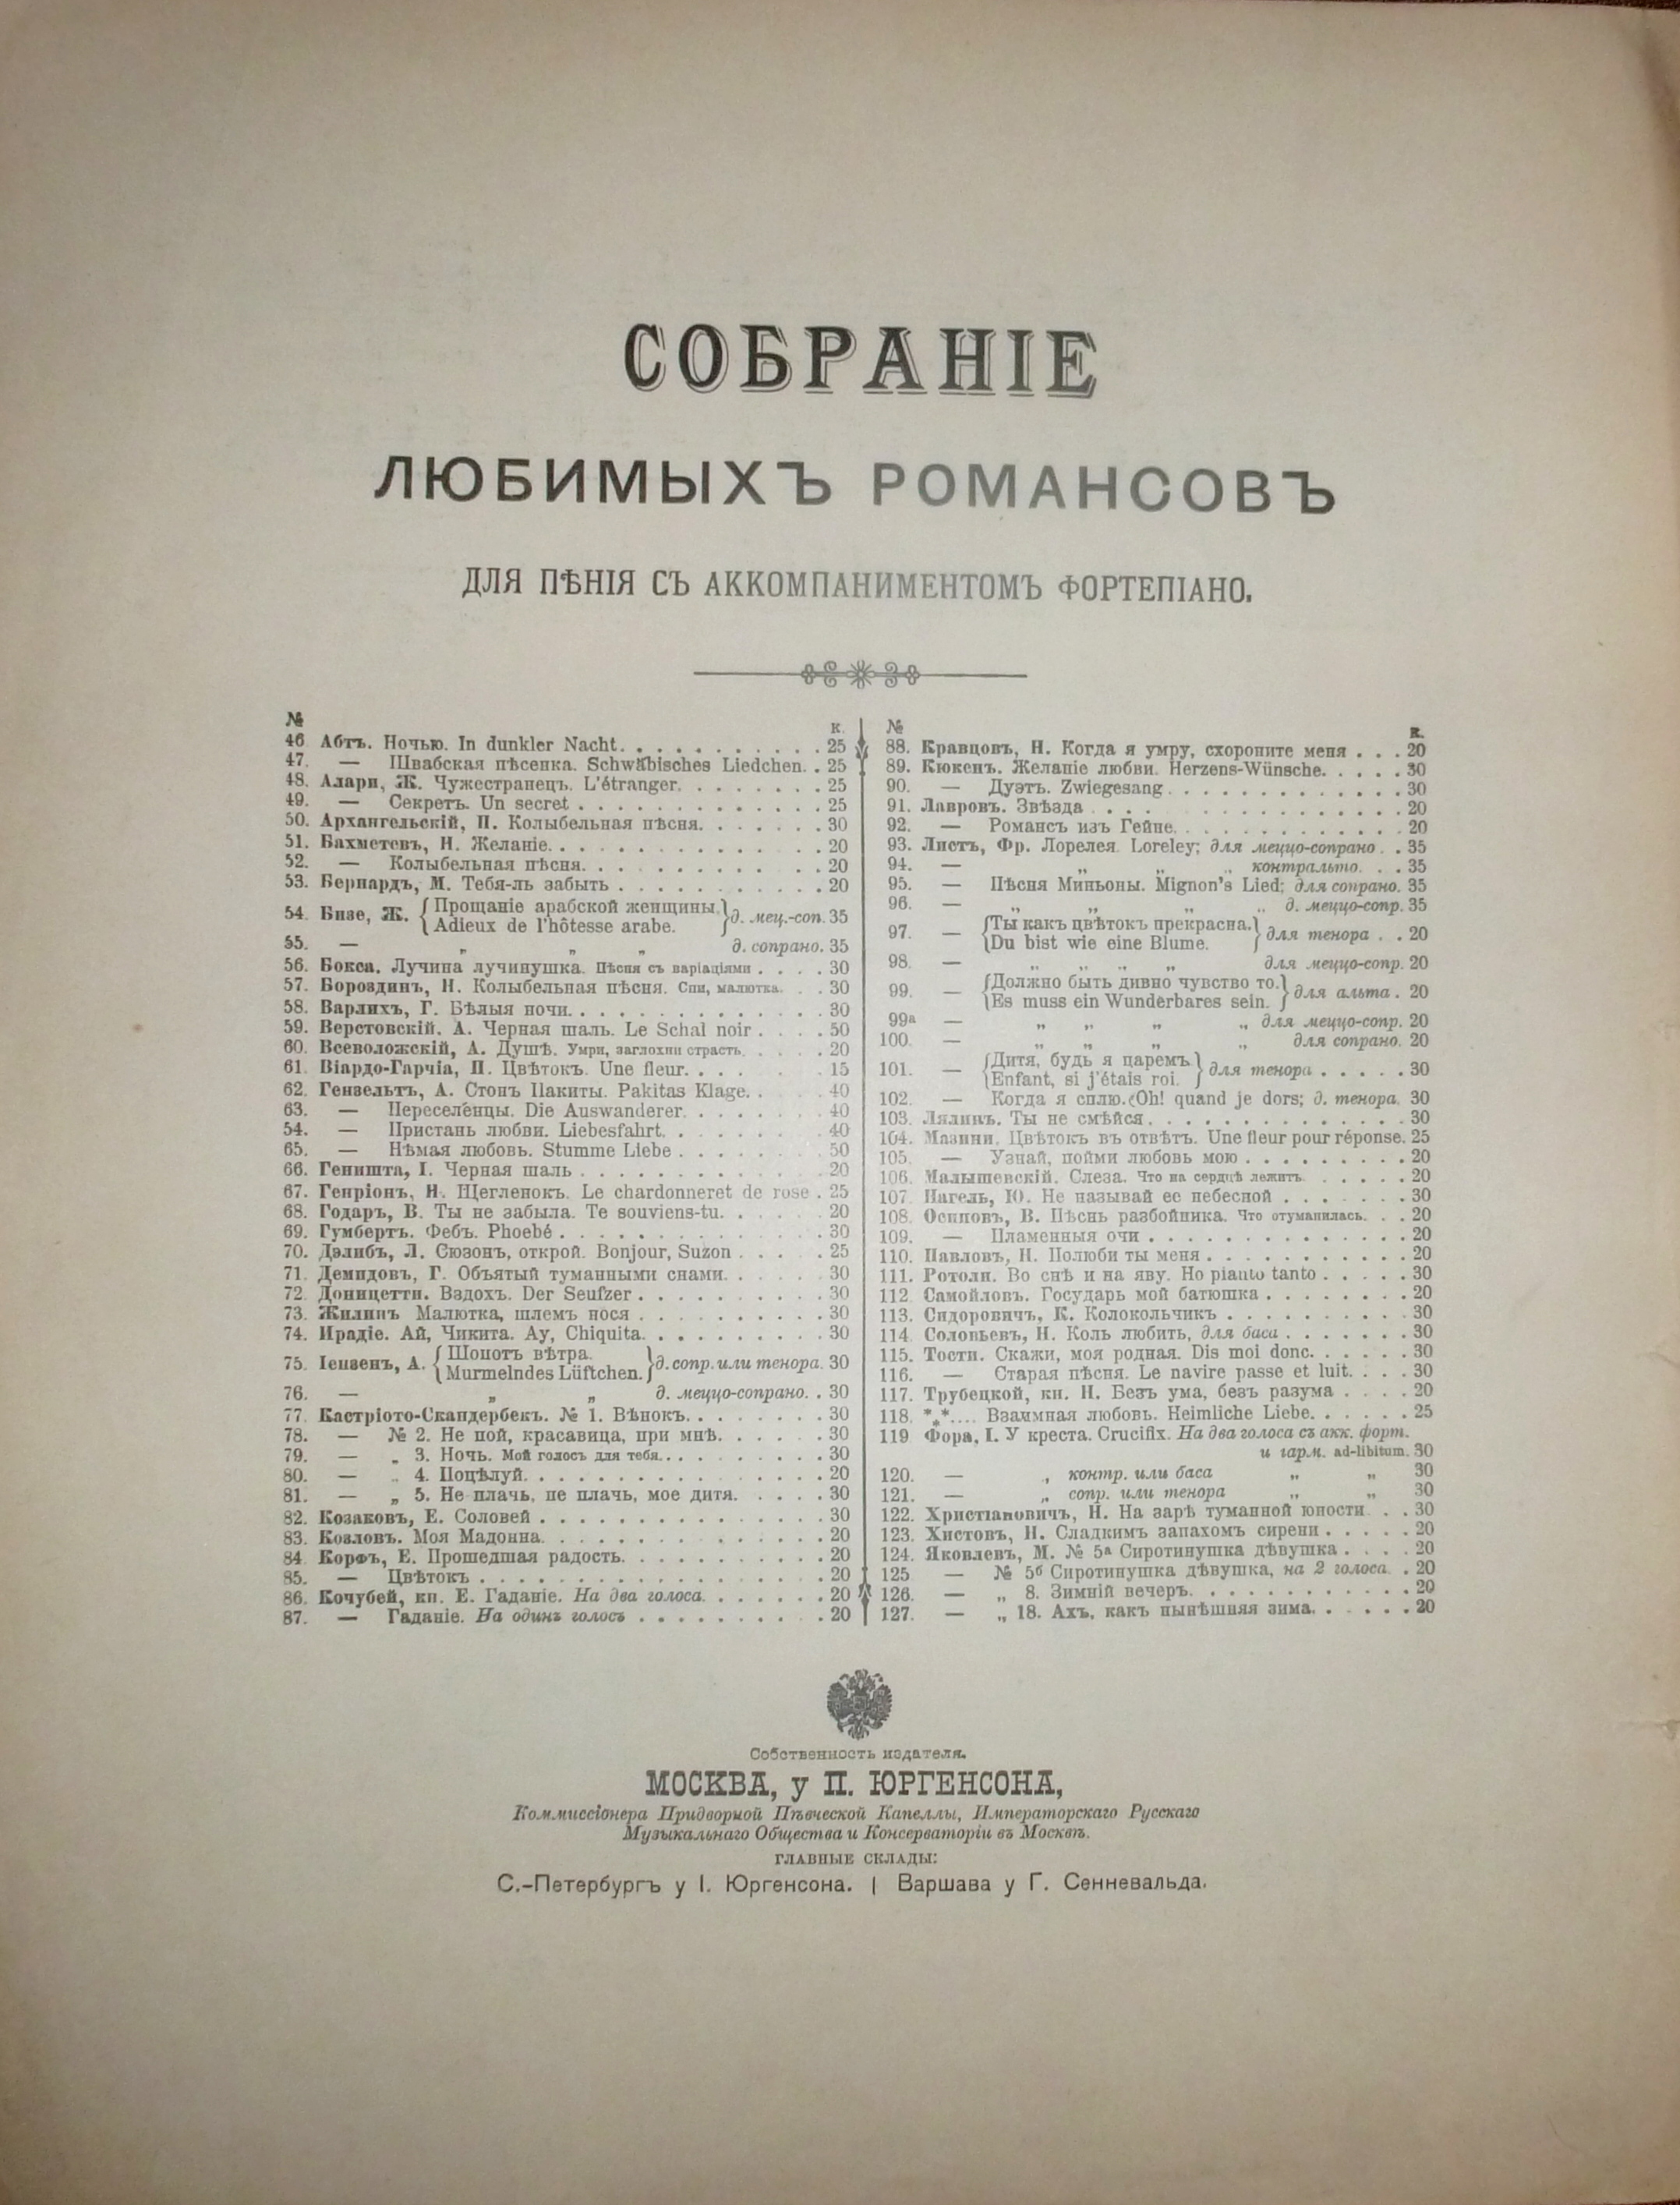 СОБРАНІЕ
ЛЮБИМЫХЪ РОМАНСОВЪ
ДЛЯ ПѢНІЯ СЪ АККОМПАНИМЕНТОМЪ ФОРТЕПІАНО.
№ К.
46 Абтъ. Ночью. In dunkler Nacht. 25
47. — Швабская пѣсенка. Schwäbisches Liedchen. 25
48. Алари, Ж. Чужестранецъ. L'étranger. 25
49. — Секретъ. Un secret 25
50. Архангельскій, П. Колыбельная пѣсня. 30
51. Бахметевъ, Н. Желаніе. 20
52. — Колыбельная пѣсня. 20
53. Бернардъ, М. Тебя-ль забыть 20
54. Бизе, Ж. {Прощаніе арабской женщины. Adieux de l'hôtesse arabe.} д. мец.-соп. 35
55. — „ „ „ д. сопрано. 35
56. Бокса. Лучина лучинушка. Пѣсня съ варіаціями 30
57. Бороздинъ, Н. Колыбельная пѣсня. Спи, малютка. 30
58. Варлихъ, Г. Бѣлыя ночи. 30
59. Верстовскій. А. Черная шаль. Le Schal noir 50
60. Всеволожскій, А. Душѣ. Умри, заглохни страсть. 20
61. Віардо-Гарчіа, П. Цвѣтокъ. Une fleur. 15
62. Гензельтъ, А. Стонъ Пакиты. Pakitas Klage. 40
63. — Переселенцы. Die Auswanderer. 40
54. — Пристань любви. Liebesfahrt. 40
65. — Нѣмая любовь. Stumme Liebe 50
66. Геништа, І. Черная шаль 20
67. Генріонъ, Н. Щегленокъ. Le chardonneret de rose 25
68. Годаръ, В. Ты не забыла. Te souviens-tu. 20
69. Гумбертъ. Фебъ. Phoebé 30
70. Дэлибъ, Л. Сюзонъ, открой. Bonjour, Suzon 25
71. Демидовъ, Г. Объятый туманными снами. 30
72. Доницетти. Вздохъ. Der Seufzer 30
73. Жилинъ Малютка, шлемъ нося 30
74. Ирадіе. Ай, Чикита. Ay, Chiquita. 30
75. Іензенъ, А. {Шопотъ вѣтра. Murmelndes Lüftchen.} д. сопр. или тенора. 30
76. — „ „ д. меццо-сопрано. 30
77. Кастріото-Скандербекъ. № 1. Вѣнокъ. 30
78. — № 2. Не пой, красавица, при мнѣ. 30
79. — „ 3. Ночь. Мой голосъ для тебя. 30
80. — „ 4. Поцѣлуй. 20
81. — „ 5. Не плачь, не плачь, мое дитя. 30
82. Козаковъ, Е. Соловей 30
83. Козловъ. Моя Мадонна. 20
84. Корфъ, Е. Прошедшая радость. 20
85. — Цвѣтокъ 20
86. Кочубей, кн. Е. Гаданіе. На два голоса. 20
87. — Гаданіе. На одинъ голосъ 20
№ К.
88. Кравцовъ, Н. Когда я умру, схороните меня 20
89. Кюкенъ. Желаніе любви. Herzens-Wünsche. 30
90. — Дуэтъ. Zwiegesang 30
91. Лавровъ. Звѣзда 20
92. — Романсъ изъ Гейне. 20
93. Листъ, Фр. Лорелея. Loreley; для меццо-сопрано 35
94. — „ „ „ контральто. 35
95. — Пѣсня Миньоны. Mignon's Lied; для сопрано. 35
96. — „ „ „ „ д. меццо-сопр. 35
97. — {Ты какъ цвѣтокъ прекрасна. Du bist wie eine Blume.} для тенора 20
98. — „ „ „ „ для меццо-сопр. 20
99. — {Должно быть дивно чувство то. Es muss ein Wunderbares sein.} для альта. 20
99а — „ „ „ „ для меццо-сопр. 20
100. — „ „ „ „ для сопрано. 20
101. — {Дитя, будь я царемъ. Enfant, si j'étais roi.} для тенора 30
102. — Когда я сплю. Oh! quand je dors; д. тенора. 30
103. Лялинъ. Ты не смѣйся. 30
104. Мазини. Цвѣтокъ въ отвѣтъ. Une fleur pour réponse. 25
105. — Узнай, пойми любовь мою 20
106. Малышевскій. Слеза. Что на сердцѣ лежитъ. 20
107. Нагель, Ю. Не называй ее небесной 30
108. Осиповъ, В. Пѣснь разбойника. Что отуманилась. 20
109. — Пламенныя очи 20
110. Павловъ, Н. Полюби ты меня 20
111. Ротоли. Во снѣ и на яву. Ho pianto tanto 30
112. Самойловъ. Государь мой батюшка 20
113. Сидоровичъ, К. Колокольчикъ 30
114. Соловьевъ, Н. Коль любить, для баса 30
115. Тости. Скажи, моя родная. Dis moi donc. 30
116. — Старая пѣсня. Le navire passe et luit. 30
117. Трубецкой, кн. Н. Безъ ума, безъ разума 20
118. *** .... Взаимная любовь. Heimliche Liebe. 25
119 Фора, І. У креста. Crucifix. На два голоса съ акк. форт.
и гарм. ad-libitum. 30
120. — „ контр. или баса „ „ 30
121. — „ сопр. или тенора „ „ 30
122. Христіановичъ, Н. На зарѣ туманной юности 30
123. Хистовъ, Н. Сладкимъ запахомъ сирени 20
124. Яковлевъ, М. № 5а Сиротинушка дѣвушка 20
125 — № 5б Сиротинушка дѣвушка, на 2 голоса. 20
126. — „ 8. Зимній вечеръ. 20
127. — „ 18. Ахъ, какъ нынѣшняя зима. 20
Собственность издателя.
МОСКВА, у П. ЮРГЕНСОНА,
Коммиссіонера Придворной Пѣвческой Капеллы, Императорскаго Русскаго
Музыкальнаго Общества и Консерваторіи въ Москвѣ.
ГЛАВНЫЕ СКЛАДЫ:
С.-Петербургъ у І. Юргенсона. | Варшава у Г. Сенневальда.